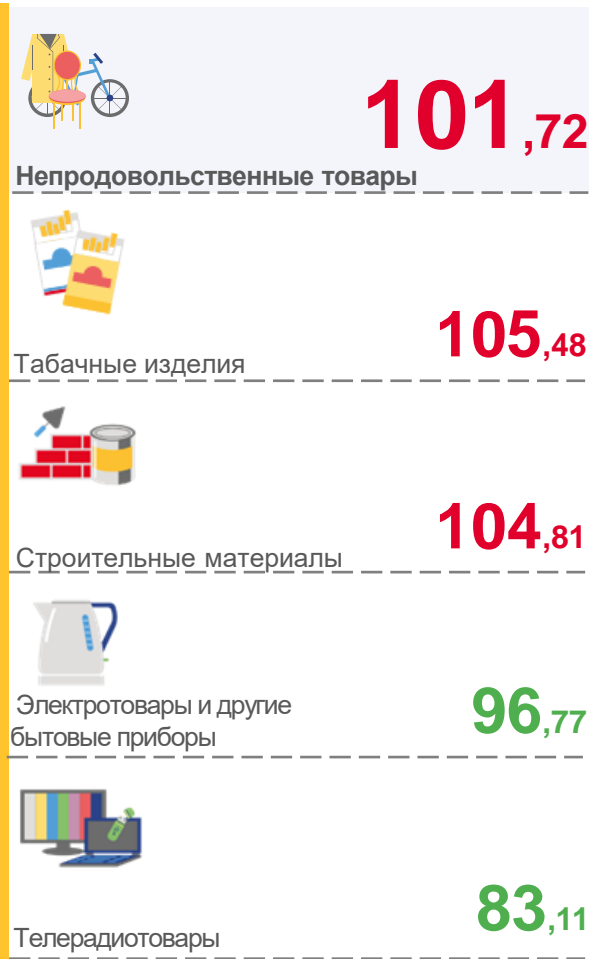 101,72
Непродовольственные товары
105,48
Табачные изделия
104,81
Строительные материалы
Электротовары и другие
96,77
бытовые приборы
83,11
Телерадиотовары